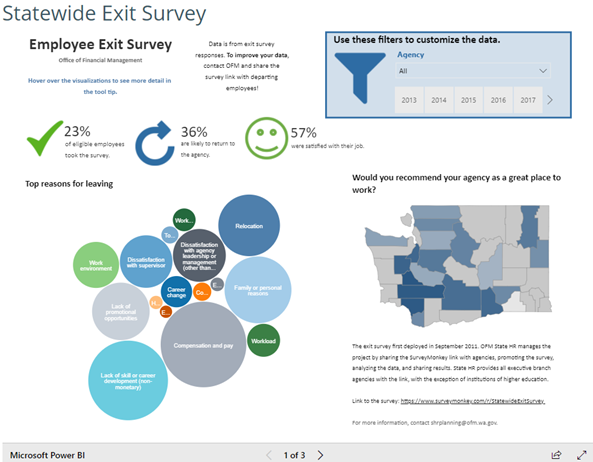 Statewide Exit Survey
Employee Exit Survey
Office of Financial Management
Hover over the visualizations to see more detail in
the tool tip.
Data is from exit survey
responses. To improve your data,
contact OFM and share the
survey link with departing
employees!
Use these filters to customize the data.
Agency
All
2013
2014
2015
2016
2017
23%
of eligible employees
took the survey.
36%
are likely to return to
the agency.
57%
were satisfied with their job.
Top reasons for leaving
Work...
Relocation
Te...
Dissatisfaction
with agency
leadership or
management
(other than...
Work
environment
Dissatisfaction
with supervisor
Career
change
Ca...
E...
Family or personal
reasons
Lack of
promotional
opportunities
E...
Compensation and pay
Workload
Lack of skill or career
development (non-
monetary)
Would you recommend your agency as a great place to
work?
The exit survey first deployed in September 2011. OFM State HR manages the
project by sharing the SurveyMonkey link with agencies, promoting the survey,
analyzing the data, and sharing results. State HR provides all executive branch
agencies with the link, with the exception of institutions of higher education.
Link to the survey: https://www.surveymonkey.com/r/StatewideExitSurvey
For more information, contact shrplanning@ofm.wa.gov.
Microsoft Power BI
1 of 3